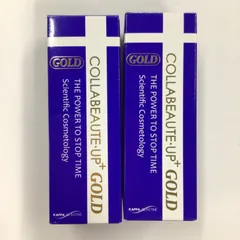 GOLD
COLLABEAUTE·UP+ GOLD
THE POWER TO STOP TIME
Scientific Cosmetology
GOLD
COLLABEAUTE·UP+ GOLD
THE POWER TO STOP TIME
Scientific Cosmetology